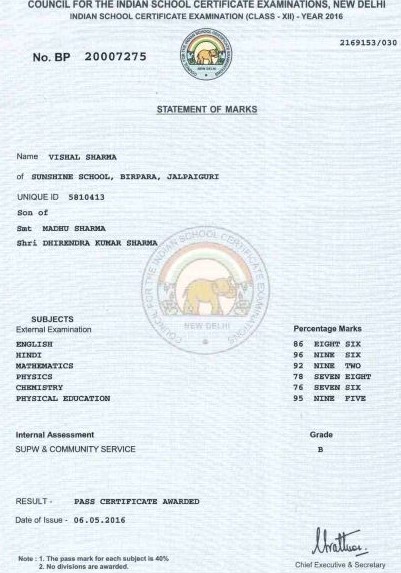 COUNCIL FOR THE INDIAN SCHOOL CERTIFICATE EXAMINATIONS, NEW DELHI
INDIAN SCHOOL CERTIFICATE EXAMINATION (CLASS - XII) - YEAR 2016
2169153/030
No. BP 20007275
NEW DELHI
STATEMENT OF MARKS
Name VISHAL SHARMA
of SUNSHINE SCHOOL, BIRPARA, JALPAIGURI
UNIQUE ID 5810413
Son of
Smt MADHU SHARMA
Shri DHIRENDRA KUMAR SHARMA
COUNCIL FOR THE INDIAN SCHOOL CERTIFICATE EXAMINATIONS
NEW DELHI
SUBJECTS
External Examination Percentage Marks
ENGLISH 86 EIGHT SIX
HINDI 96 NINE SIX
MATHEMATICS 92 NINE TWO
PHYSICS 78 SEVEN EIGHT
CHEMISTRY 76 SEVEN SIX
PHYSICAL EDUCATION 95 NINE FIVE
Internal Assessment Grade
SUPW & COMMUNITY SERVICE B
RESULT - PASS CERTIFICATE AWARDED
Date of Issue - 06.05.2016
Note : 1. The pass mark for each subject is 40%
2. No divisions are awarded.
Chief Executive & Secretary